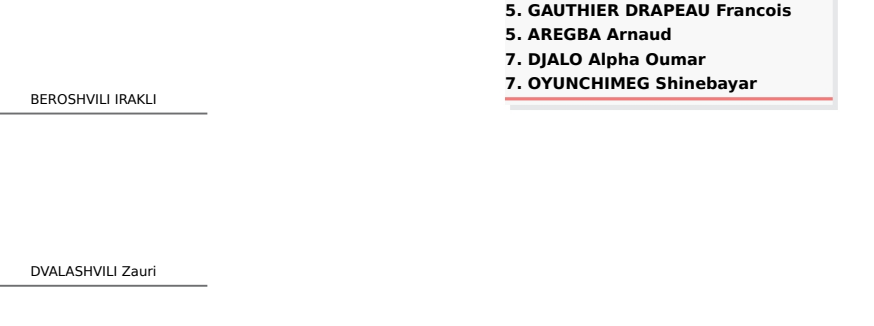 5. GAUTHIER DRAPEAU Francois
5. AREGBA Arnaud
7. DJALO Alpha Oumar
7. OYUNCHIMEG Shinebayar
BEROSHVILI IRAKLI
DVALASHVILI Zauri